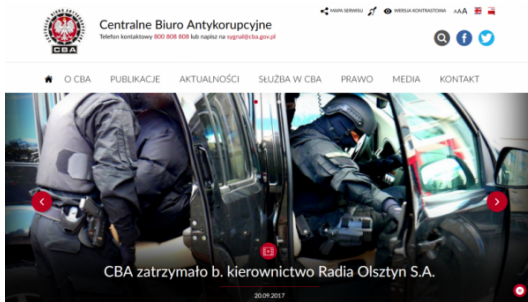 MAPA SERWISU
WERSJA KONTRASTOWA
AAA
Centralne Biuro Antykorupcyjne
Telefon kontaktowy 800 808 808 lub napisz na sygnal@cba.gov.pl
CBA
O CBA
PUBLIKACJE
AKTUALNOŚCI
SŁUŻBA W CBA
PRAWO
MEDIA
KONTAKT
CBA zatrzymało b. kierownictwo Radia Olsztyn S.A.
20.09.2017